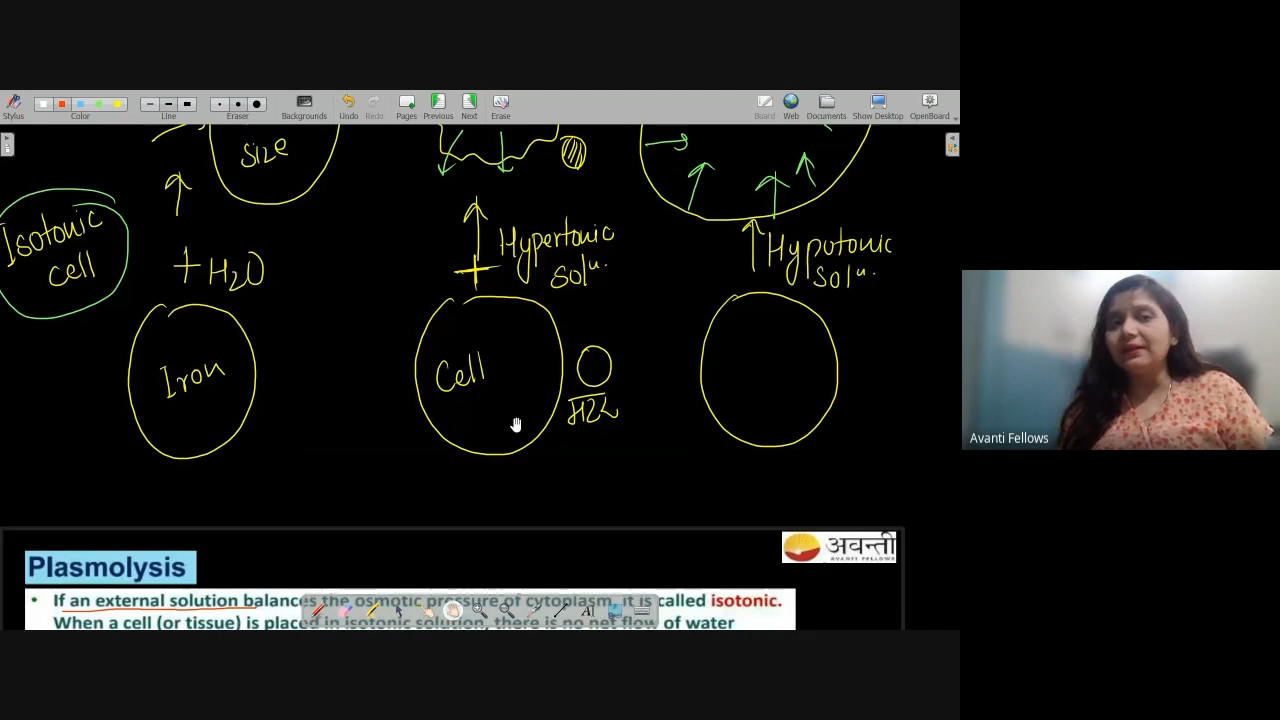 Stylus
Color
Line
Eraser
Backgrounds
Undo
Redo
Pages
Previous
Next
Erase
Board
Web
Documents
Show Desktop
OpenBoard
Size
Isotonic
cell
+ H2O
Hypertonic
+
Solu.
Hypotonic
Solu.
Iron
Cell
अवन्ती
AVANTI FELLOWS
Plasmolysis
• If an external solution balances the osmotic pressure of cytoplasm, it is called isotonic.
When a cell (or tissue) is placed in isotonic solution, there is no net flow of water
Avanti Fellows